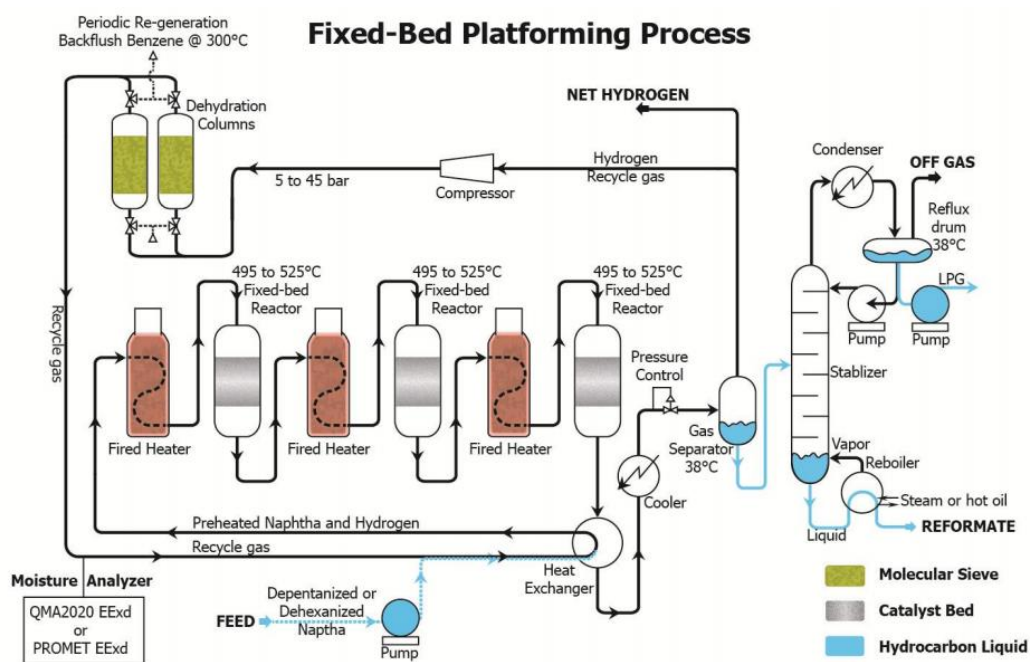 Fixed-Bed Platforming Process
Periodic Re-generation
Backflush Benzene @ 300°C
Dehydration
Columns
NET HYDROGEN
5 to 45 bar
Compressor
Hydrogen
Recycle gas
Condenser
OFF GAS
Reflux
drum
38°C
LPG
Pump
Pump
Recycle gas
495 to 525°C
Fixed-bed
Reactor
495 to 525°C
Fixed-bed
Reactor
495 to 525°C
Fixed-bed
Reactor
Fired Heater
Fired Heater
Fired Heater
Pressure
Control
Gas
Separator
38°C
Cooler
Stablizer
Vapor
Reboiler
Steam or hot oil
Liquid
REFORMATE
Preheated Naphtha and Hydrogen
Recycle gas
Heat
Exchanger
Moisture Analyzer
QMA2020 EExd
or
PROMET EExd
FEED
Depentanized or
Dehexanized
Naptha
Pump
Molecular Sieve
Catalyst Bed
Hydrocarbon Liquid